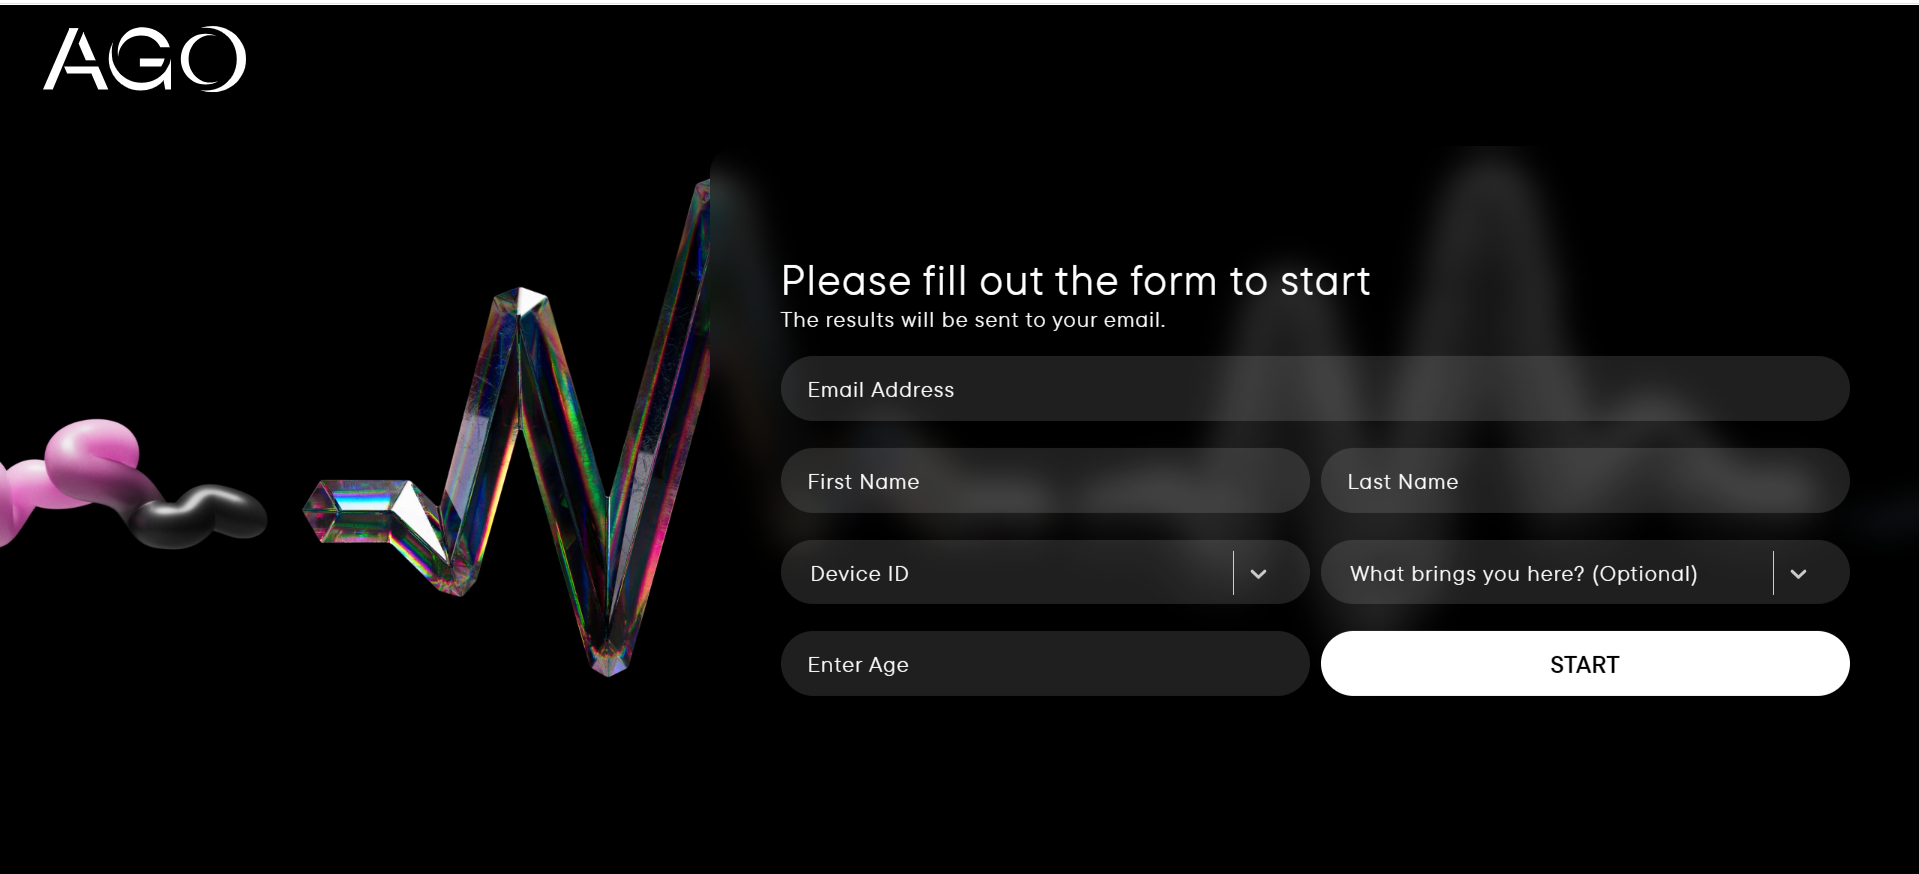 AGO
Please fill out the form to start
The results will be sent to your email.
Email Address
First Name
Last Name
Device ID
What brings you here? (Optional)
Enter Age
START